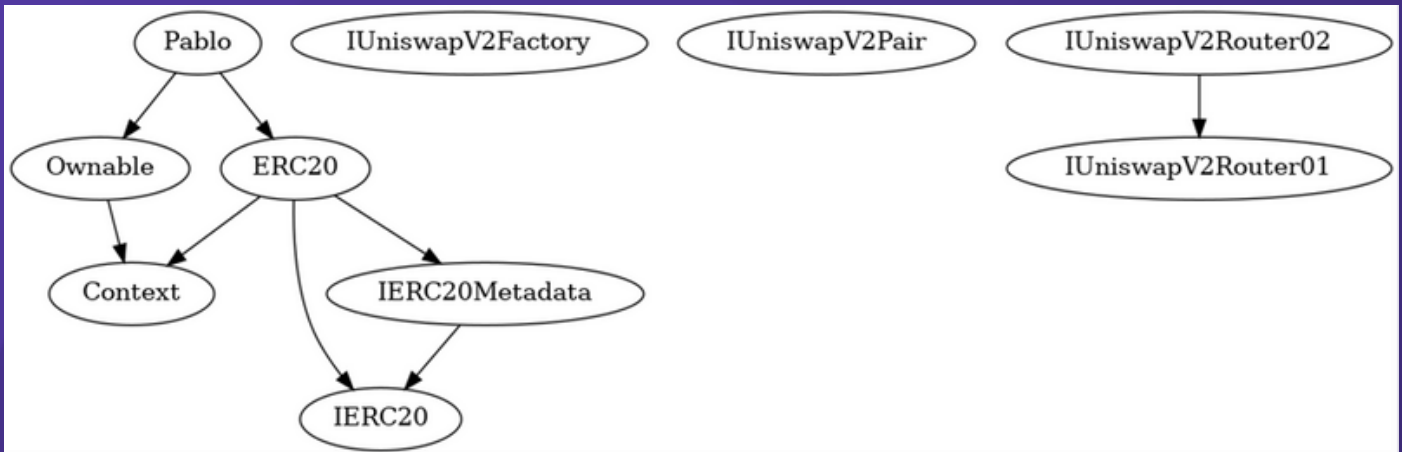 Pablo
IUniswapV2Factory
IUniswapV2Pair
IUniswapV2Router02
Ownable
ERC20
IUniswapV2Router01
Context
IERC20Metadata
IERC20